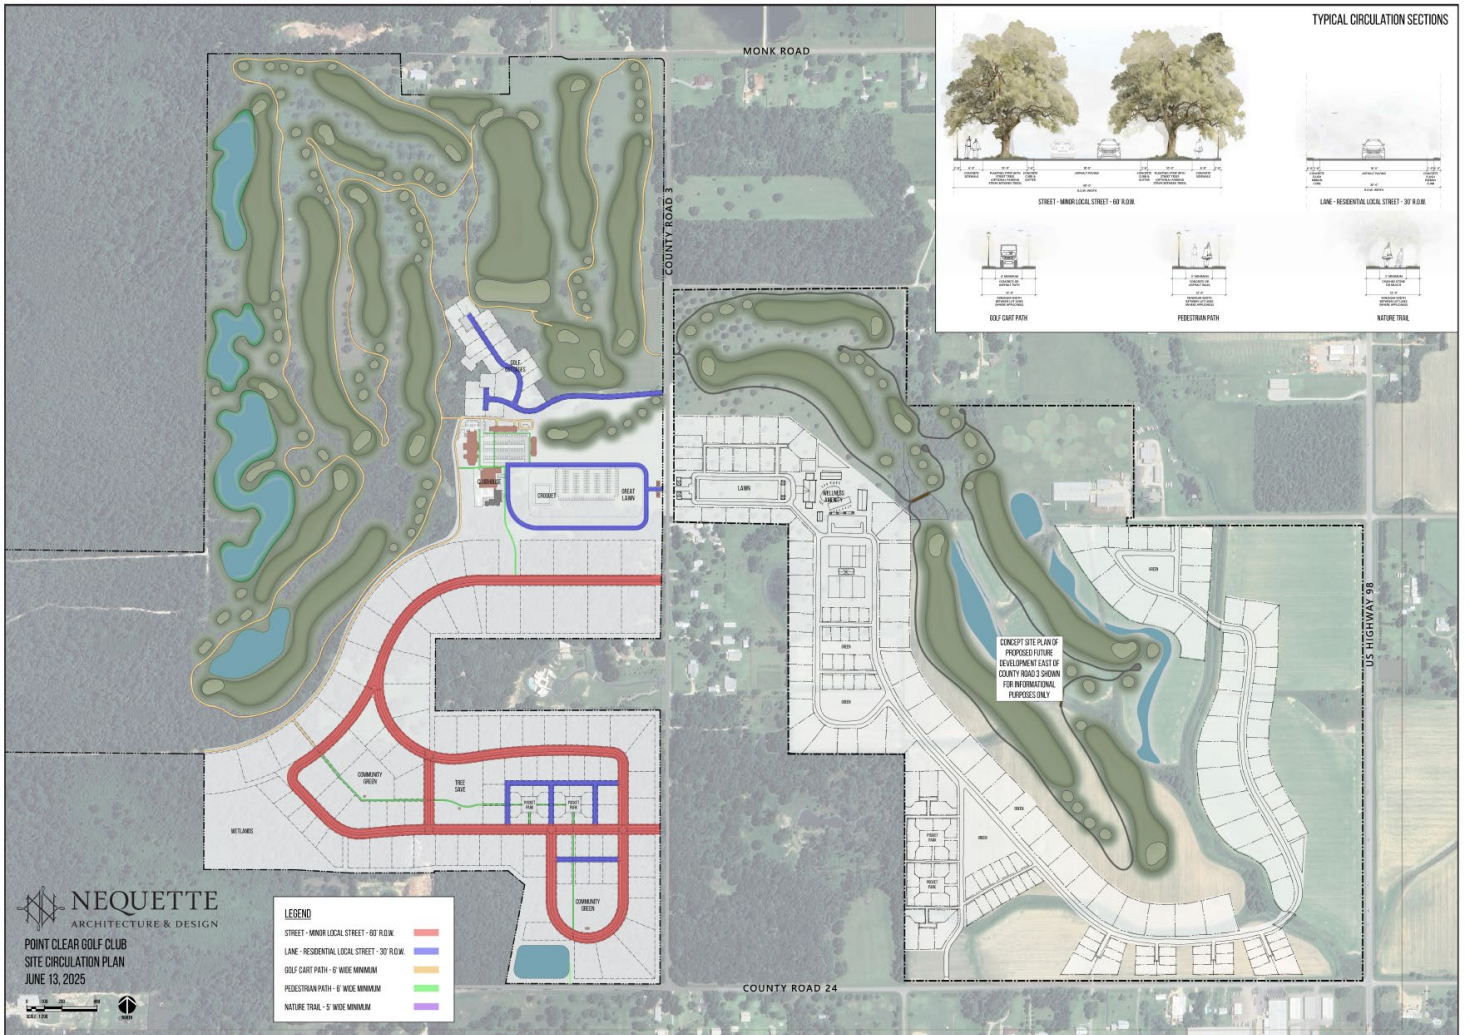 TYPICAL CIRCULATION SECTIONS
MONK ROAD
COUNTY ROAD 3
STREET - MINOR LOCAL STREET - 60' R.O.W.
LANE - RESIDENTIAL LOCAL STREET - 30' R.O.W.
GOLF CART PATH
PEDESTRIAN PATH
NATURE TRAIL
GOLF
CLUBHOUSE
CROQUET
GREAT
LAWN
LAWN
WELLNESS
AMENITY
GREEN
GREEN
GREEN
GREEN
US HIGHWAY 98
CONCEPT SITE PLAN OF
PROPOSED FUTURE
DEVELOPMENT EAST OF
COUNTY ROAD 3 SHOWN
FOR INFORMATIONAL
PURPOSES ONLY
COMMUNITY
GREEN
TREE
SAVE
POCKET
PARK
POCKET
PARK
WETLANDS
GREEN
GREEN
POCKET
PARK
POCKET
PARK
COMMUNITY
GREEN
NEQUETTE
ARCHITECTURE & DESIGN
POINT CLEAR GOLF CLUB
SITE CIRCULATION PLAN
JUNE 13, 2025
NORTH
LEGEND
STREET - MINOR LOCAL STREET - 60' R.O.W.
LANE - RESIDENTIAL LOCAL STREET - 30' R.O.W.
GOLF CART PATH - 6' WIDE MINIMUM
PEDESTRIAN PATH - 6' WIDE MINIMUM
NATURE TRAIL - 5' WIDE MINIMUM
COUNTY ROAD 24